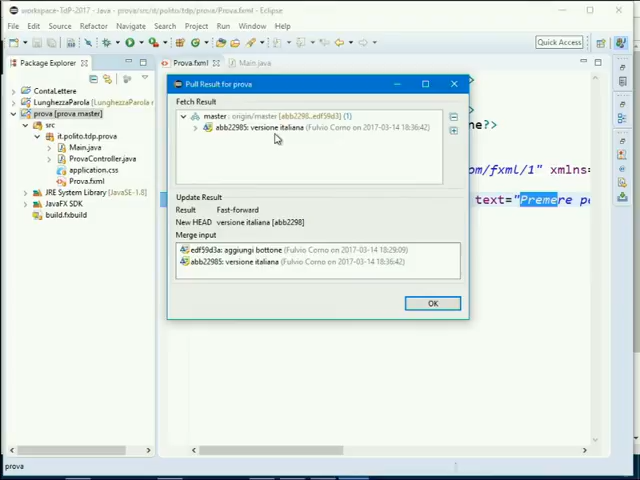 workspace-TdP-2017 - Java - prova/src/it/polito/tdp/prova/Prova.fxml - Eclipse
File Edit Source Refactor Navigate Search Project Run Window Help
Quick Access
Package Explorer
Prova.fxml
Main.java
ContaLettere
LunghezzaParola [LunghezzaParola
prova [prova master]
src
it.polito.tdp.prova
Main.java
ProvaController.java
application.css
Prova.fxml
JRE System Library [JavaSE-1.8]
JavaFX SDK
build.fxbuild
ne?>
om/fxml/1" xmlns=
text="Premere po
Pull Result for prova
Fetch Result
master : origin/master [abb2298..edf59d3] (1)
abb22985: versione italiana (Fulvio Corno on 2017-03-14 18:36:42)
Update Result
Result Fast-forward
New HEAD versione italiana [abb2298]
Merge input
edf59d3a: aggiungi bottone (Fulvio Corno on 2017-03-14 18:29:09)
abb22985: versione italiana (Fulvio Corno on 2017-03-14 18:36:42)
OK
prova